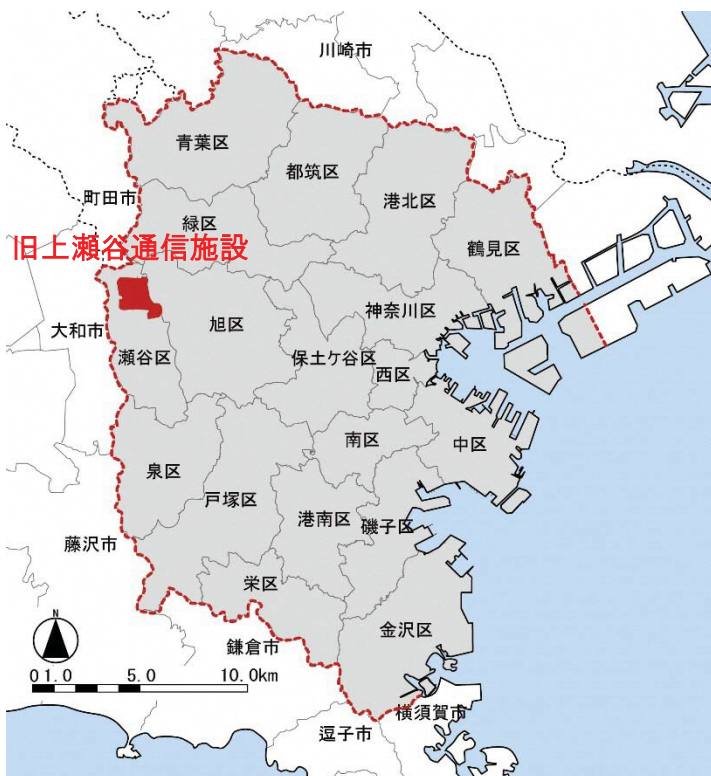 川崎市
青葉区
都筑区
町田市
港北区
緑区
鶴見区
旧上瀬谷通信施設
神奈川区
大和市
旭区
瀬谷区
保土ケ谷区
西区
南区
中区
泉区
戸塚区
港南区
磯子区
藤沢市
栄区
金沢区
N
鎌倉市
0 1.0 5.0 10.0km
横須賀市
逗子市